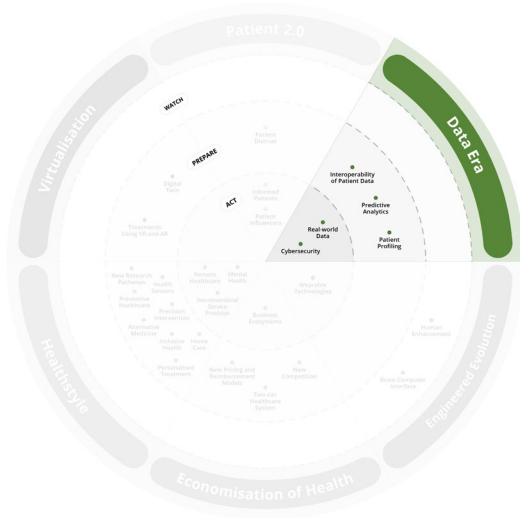 Patient 2.0
Data Era
Virtualisation
WATCH
PREPARE
ACT
Patient
Distrust
Digital
Twin
Informed
Patients
Patient
Influencers
Treatments
Using VR and AR
Interoperability
of Patient Data
Predictive
Analytics
Patient
Profiling
Real-world
Data
Cybersecurity
New Research
Pathways
Health
Sensors
Remote
Healthcare
Mental
Health
Wearable
Technologies
Preventive
Healthcare
Precision
Intervention
Business
Ecosystems
Alternative
Medicine
Inclusive
Health
Home
Care
Personalised
Treatment
New Pricing and
Reimbursement
Models
New
Competition
Two-tier
Healthcare
System
Human
Enhancement
Brain Computer
Interface
Healthstyle
Economisation of Health
Engineered Evolution